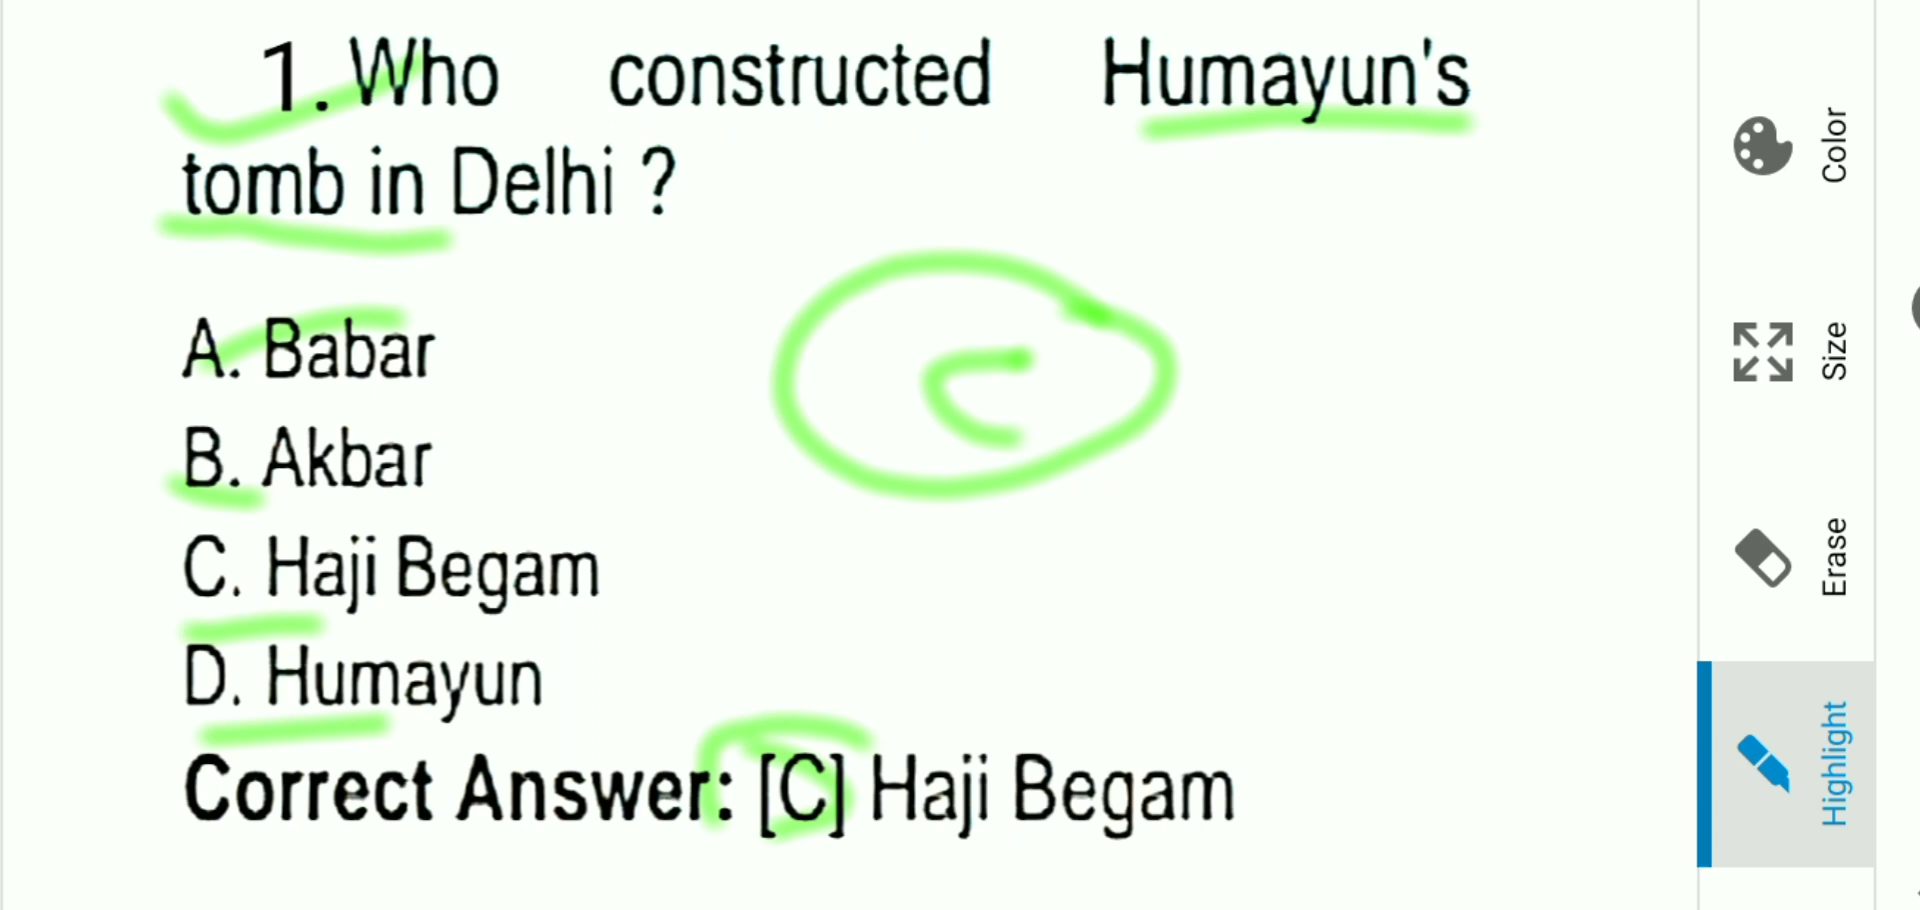 1. Who constructed Humayun's
tomb in Delhi ?
A. Babar
B. Akbar
C. Haji Begam
D. Humayun
Correct Answer: [C] Haji Begam
C
Color
Size
Erase
Highlight